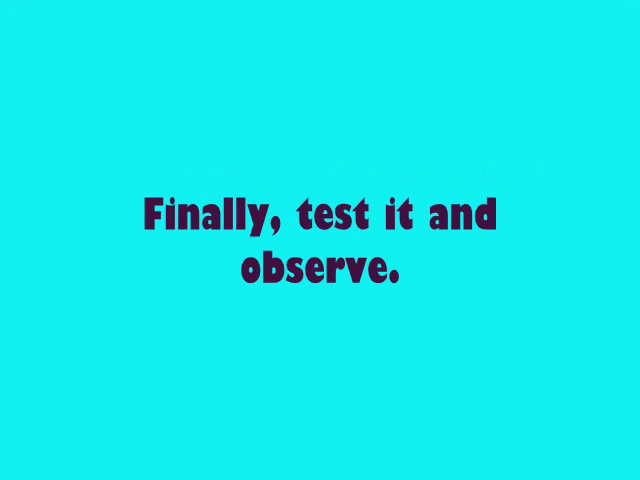 Finally, test it and
observe.